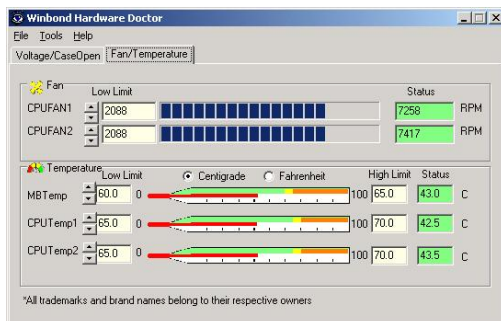 Winbond Hardware Doctor
File Tools Help
Voltage/CaseOpen Fan/Temperature
Fan Low Limit Status
CPUFAN1 2088 7258 RPM
CPUFAN2 2088 7417 RPM
Temperature Low Limit Centigrade Fahrenheit High Limit Status
MBTemp 60.0 0 100 65.0 43.0 C
CPUTemp1 65.0 0 100 70.0 42.5 C
CPUTemp2 65.0 0 100 70.0 43.5 C
*All trademarks and brand names belong to their respective owners